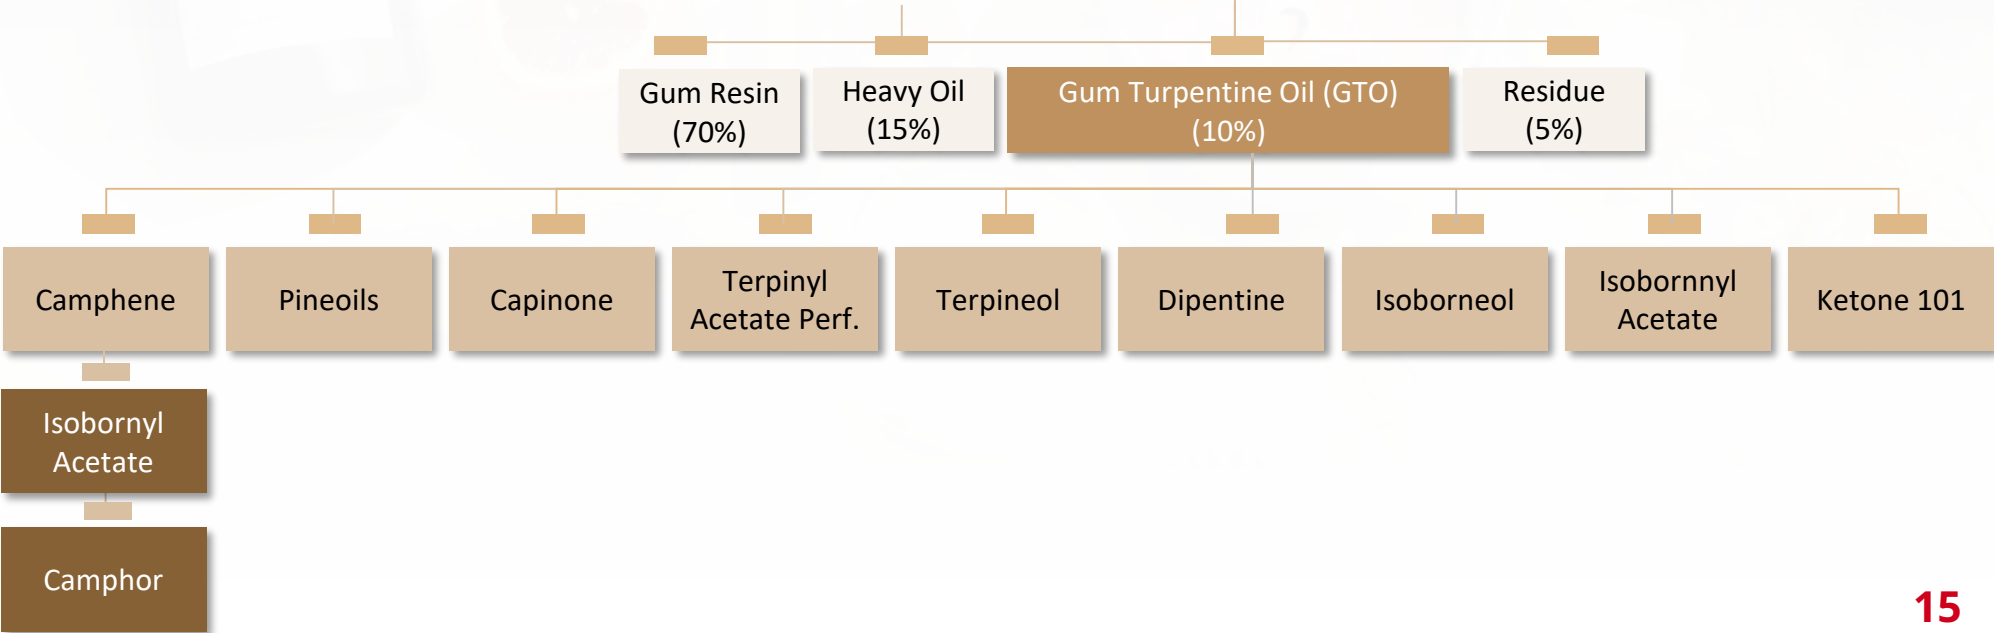 Gum Resin
(70%)
Heavy Oil
(15%)
Gum Turpentine Oil (GTO)
(10%)
Residue
(5%)
Camphene
Pineoils
Capinone
Terpinyl
Acetate Perf.
Terpineol
Dipentine
Isoborneol
Isobornnyl
Acetate
Ketone 101
Isobornyl
Acetate
Camphor
15